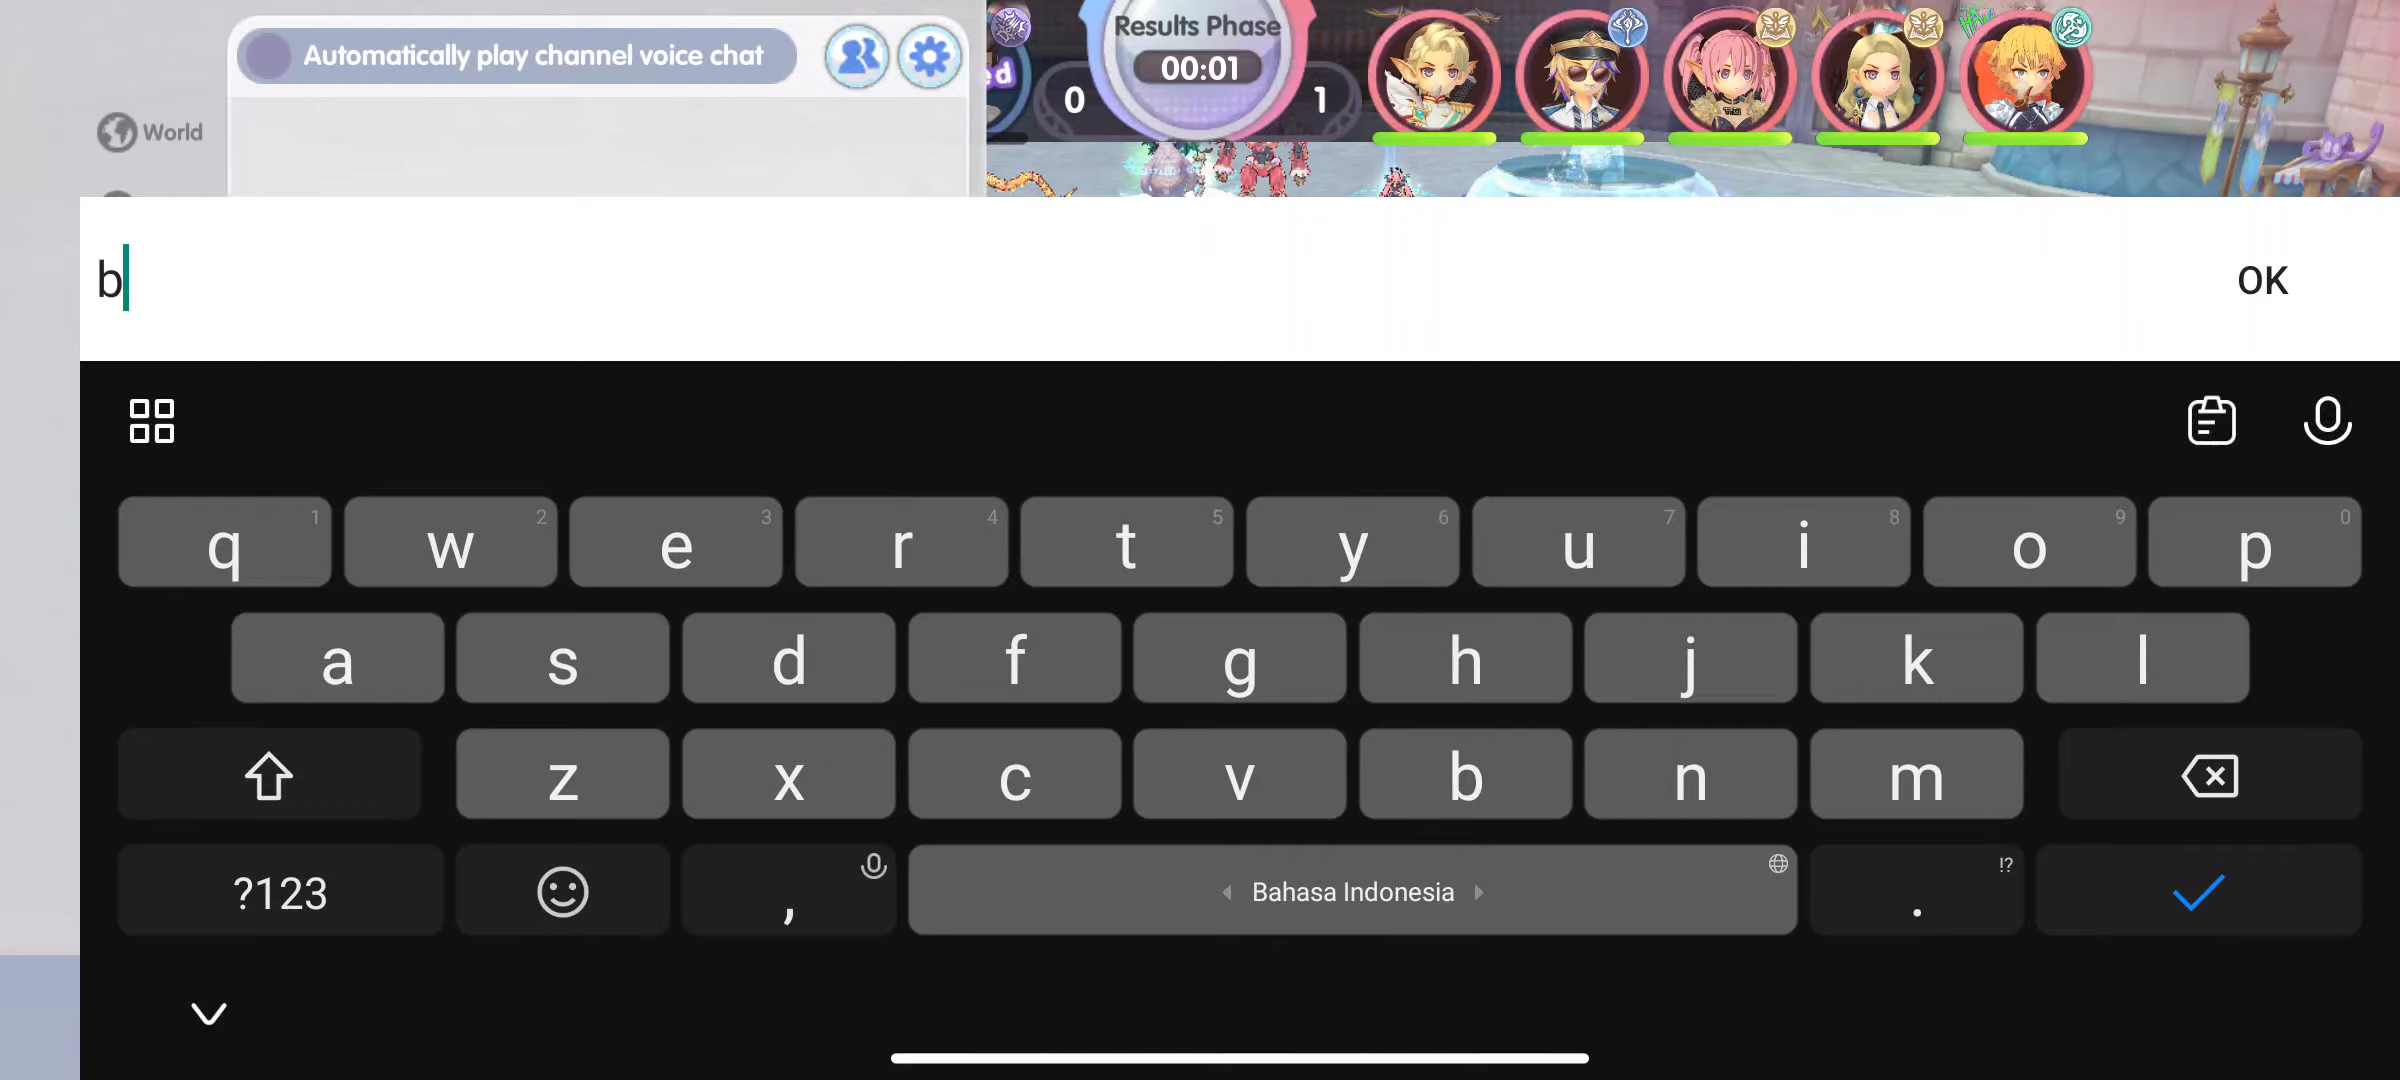 Automatically play channel voice chat
ed
Results Phase
00:01
0
1
World
b
OK
q 1 w 2 e 3 r 4 t 5 y 6 u 7 i 8 o 9 p 0
a s d f g h j k l
z x c v b n m
?123 , Bahasa Indonesia . !?